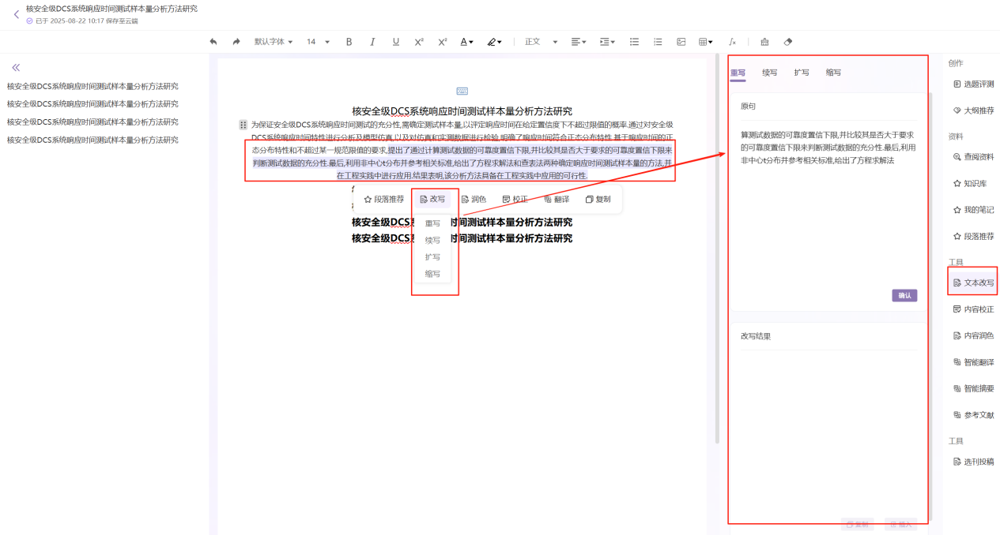 核安全级DCS系统响应时间测试样本量分析方法研究
已于 2025-08-22 10:17 保存至云端
默认字体 14 B I U X² X² A 正文
核安全级DCS系统响应时间测试样本量分析方法研究
核安全级DCS系统响应时间测试样本量分析方法研究
核安全级DCS系统响应时间测试样本量分析方法研究
核安全级DCS系统响应时间测试样本量分析方法研究
核安全级DCS系统响应时间测试样本量分析方法研究
为保证安全级DCS系统响应时间测试的充分性,需确定测试样本量,以评定响应时间在给定置信度下不超过限值的概率.通过对安全级
DCS系统响应时间特性进行分析及模型仿真,以及对仿真和实测数据进行检验,明确了响应时间符合正态分布特性.基于响应时间的正
态分布特性和不超过某一规范限值的要求,提出了通过计算测试数据的可靠度置信下限,并比较其是否大于要求的可靠度置信下限来
判断测试数据的充分性.最后,利用非中心t分布并参考相关标准,给出了方程求解法和查表法两种确定响应时间测试样本量的方法,并
在工程实践中进行应用.结果表明,该分析方法具备在工程实践中应用的可行性.
段落推荐 改写 润色 校正 翻译 复制
重写
续写
扩写
缩写
核安全级DCS 时间测试样本量分析方法研究
核安全级DCS 时间测试样本量分析方法研究
重写 续写 扩写 缩写
原句
算测试数据的可靠度置信下限,并比较其是否大于要求
的可靠度置信下限来判断测试数据的充分性.最后,利用
非中心t分布并参考相关标准,给出了方程求解法
确认
改写结果
复制 插入
创作
选题评测
大纲推荐
资料
查阅资料
知识库
我的笔记
段落推荐
工具
文本改写
内容校正
内容润色
智能翻译
智能摘要
参考文献
工具
选刊投稿